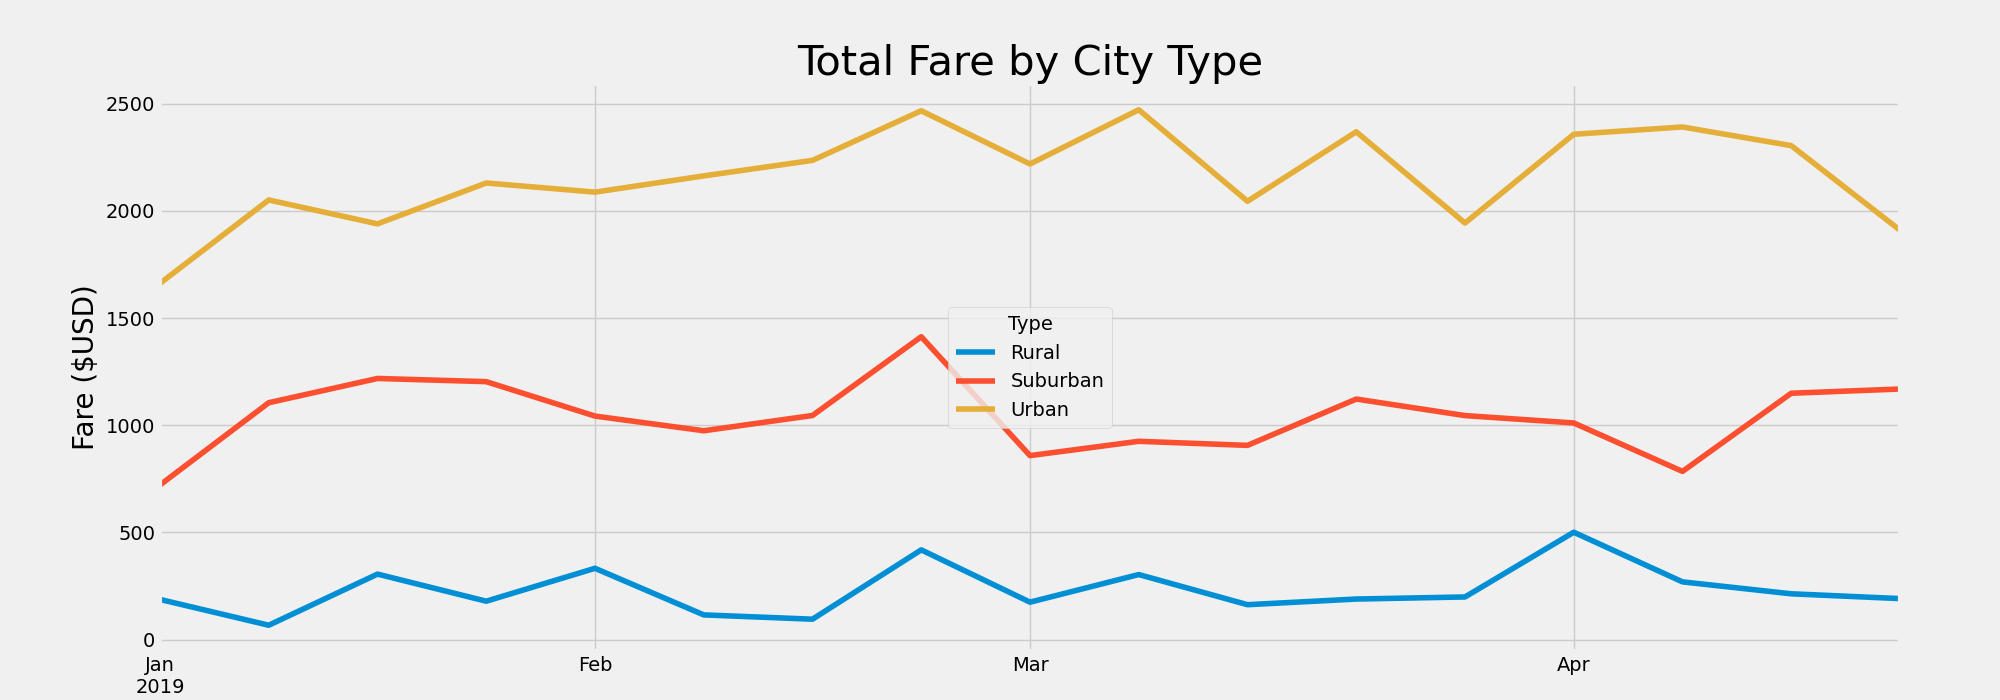 Total Fare by City Type
Fare ($USD)
2500
2000
1500
1000
500
0
Type
Rural
Suburban
Urban
Jan Feb Mar Apr
2019